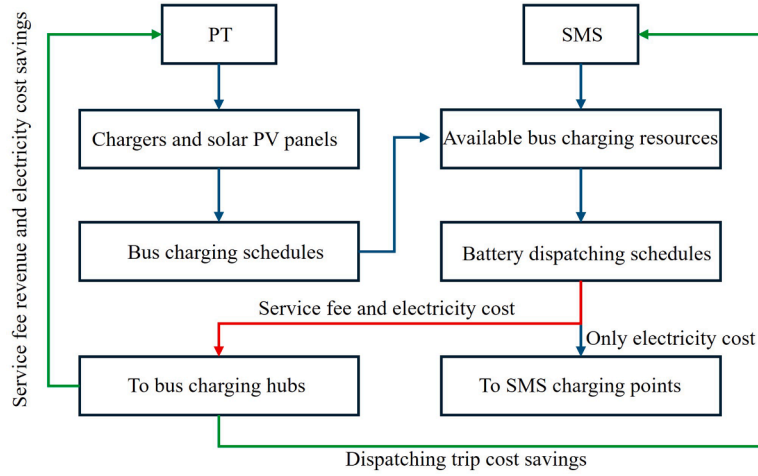 PT
SMS
Chargers and solar PV panels
Available bus charging resources
Bus charging schedules
Battery dispatching schedules
Service fee and electricity cost
Only electricity cost
To bus charging hubs
To SMS charging points
Dispatching trip cost savings
Service fee revenue and electricity cost savings